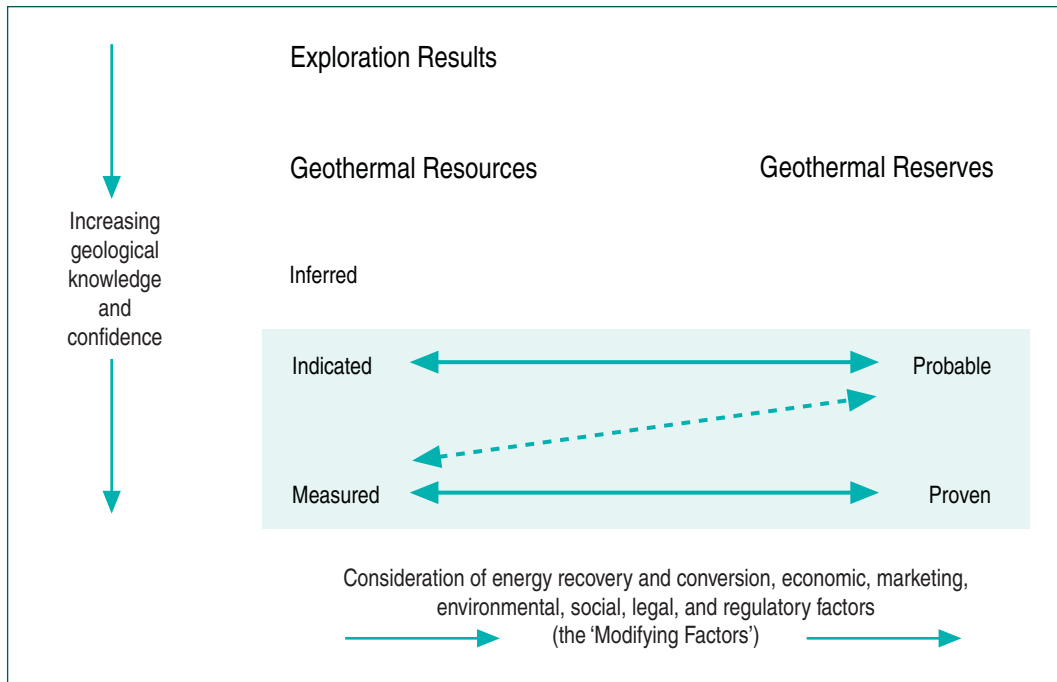 Exploration Results
Geothermal Resources
Geothermal Reserves
Increasing
geological
knowledge
and
confidence
Inferred
Indicated
Probable
Measured
Proven
Consideration of energy recovery and conversion, economic, marketing,
environmental, social, legal, and regulatory factors
(the ‘Modifying Factors’)